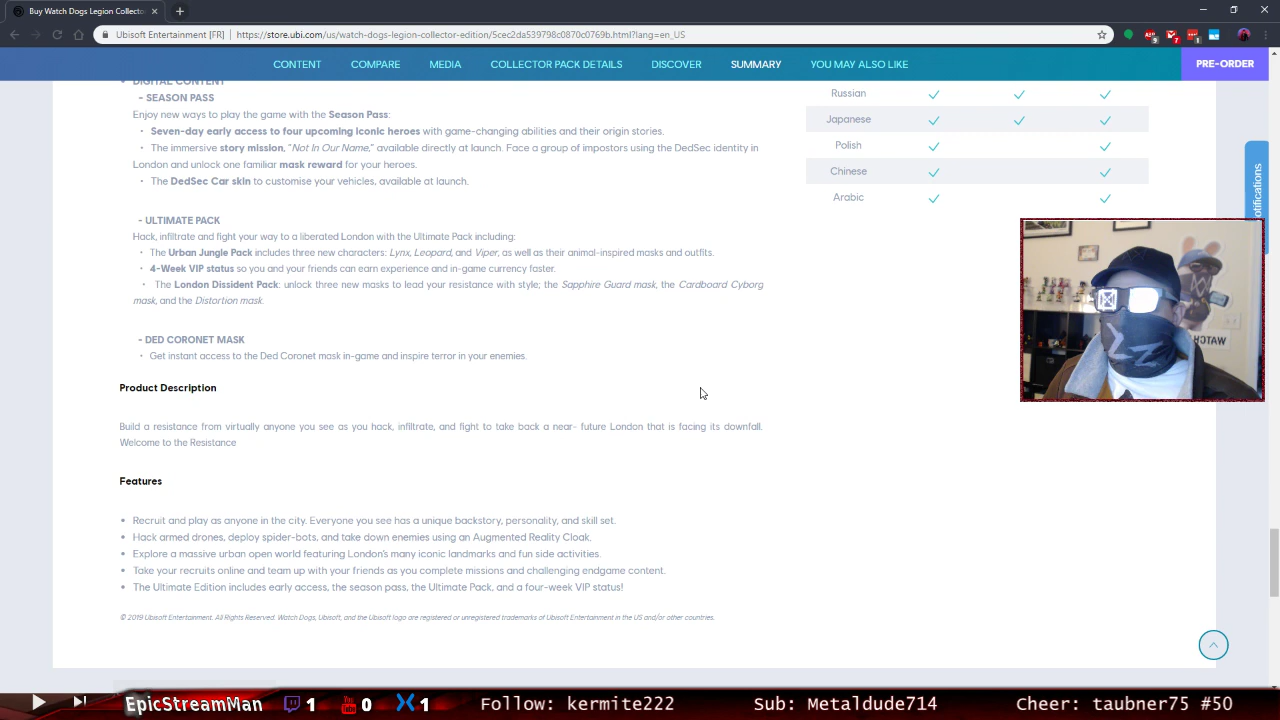 Buy Watch Dogs Legion Collector
Ubisoft Entertainment [FR] | https://store.ubi.com/us/watch-dogs-legion-collector-edition/5cec2da539798c0870c0769b.html?lang=en_US
CONTENT COMPARE MEDIA COLLECTOR PACK DETAILS DISCOVER SUMMARY YOU MAY ALSO LIKE PRE-ORDER
• DIGITAL CONTENT
- SEASON PASS
Enjoy new ways to play the game with the Season Pass:
• Seven-day early access to four upcoming iconic heroes with game-changing abilities and their origin stories.
• The immersive story mission, "Not In Our Name," available directly at launch. Face a group of impostors using the DedSec identity in
London and unlock one familiar mask reward for your heroes.
• The DedSec Car skin to customise your vehicles, available at launch.
- ULTIMATE PACK
Hack, infiltrate and fight your way to a liberated London with the Ultimate Pack including:
• The Urban Jungle Pack includes three new characters: Lynx, Leopard, and Viper, as well as their animal-inspired masks and outfits.
• 4-Week VIP status so you and your friends can earn experience and in-game currency faster.
• The London Dissident Pack: unlock three new masks to lead your resistance with style; the Sapphire Guard mask, the Cardboard Cyborg
mask, and the Distortion mask.
- DED CORONET MASK
• Get instant access to the Ded Coronet mask in-game and inspire terror in your enemies.
Product Description
Build a resistance from virtually anyone you see as you hack, infiltrate, and fight to take back a near- future London that is facing its downfall.
Welcome to the Resistance
Features
• Recruit and play as anyone in the city. Everyone you see has a unique backstory, personality, and skill set.
• Hack armed drones, deploy spider-bots, and take down enemies using an Augmented Reality Cloak.
• Explore a massive urban open world featuring London's many iconic landmarks and fun side activities.
• Take your recruits online and team up with your friends as you complete missions and challenging endgame content.
• The Ultimate Edition includes early access, the season pass, the Ultimate Pack, and a four-week VIP status!
© 2019 Ubisoft Entertainment. All Rights Reserved. Watch Dogs, Ubisoft, and the Ubisoft logo are registered or unregistered trademarks of Ubisoft Entertainment in the US and/or other countries.
Russian
Japanese
Polish
Chinese
Arabic
otifications
WATCH
EpicStreamMan 1 0 1 Follow: kermite222 Sub: Metaldude714 Cheer: taubner75 #50